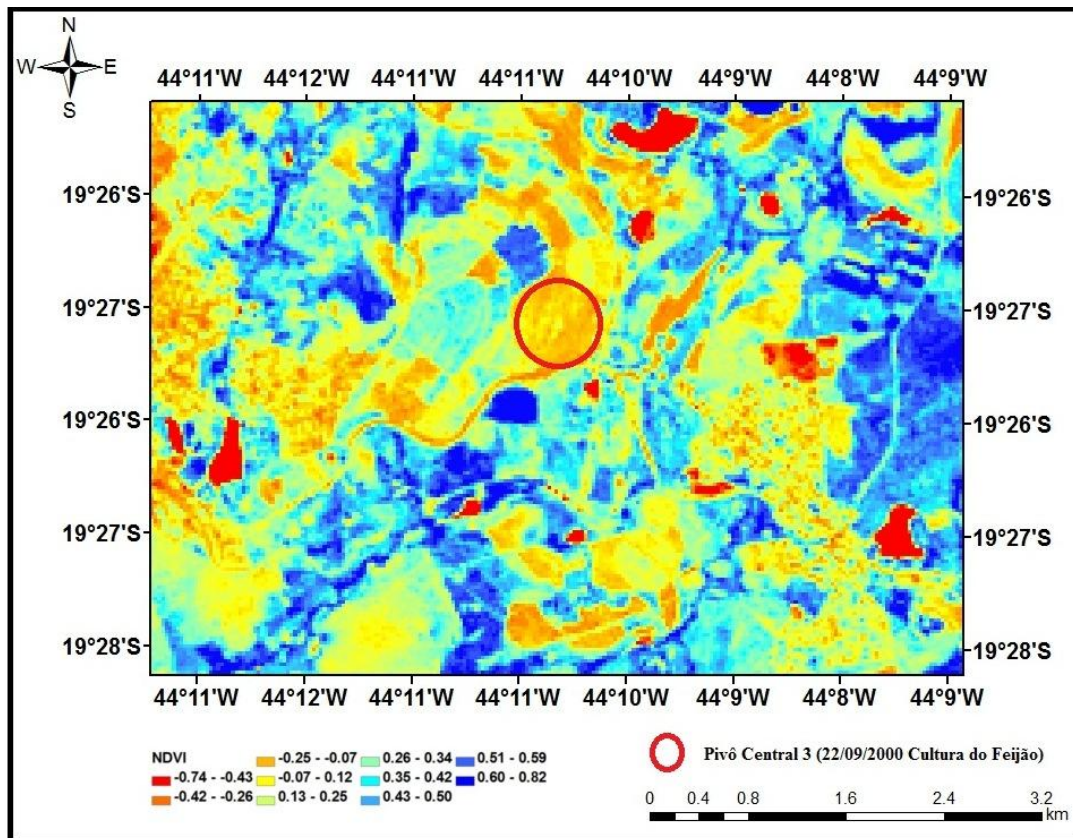 N
W E
S
44°11'W 44°12'W 44°11'W 44°11'W 44°10'W 44°9'W 44°8'W 44°9'W
19°26'S 19°26'S
19°27'S 19°27'S
19°26'S 19°26'S
19°27'S 19°27'S
19°28'S 19°28'S
44°11'W 44°12'W 44°11'W 44°11'W 44°10'W 44°9'W 44°8'W 44°9'W
NDVI -0.25 - -0.07 0.26 - 0.34 0.51 - 0.59
-0.74 - -0.43 -0.07 - 0.12 0.35 - 0.42 0.60 - 0.82
-0.42 - -0.26 0.13 - 0.25 0.43 - 0.50
Pivô Central 3 (22/09/2000 Cultura do Feijão)
0 0.4 0.8 1.6 2.4 3.2
km